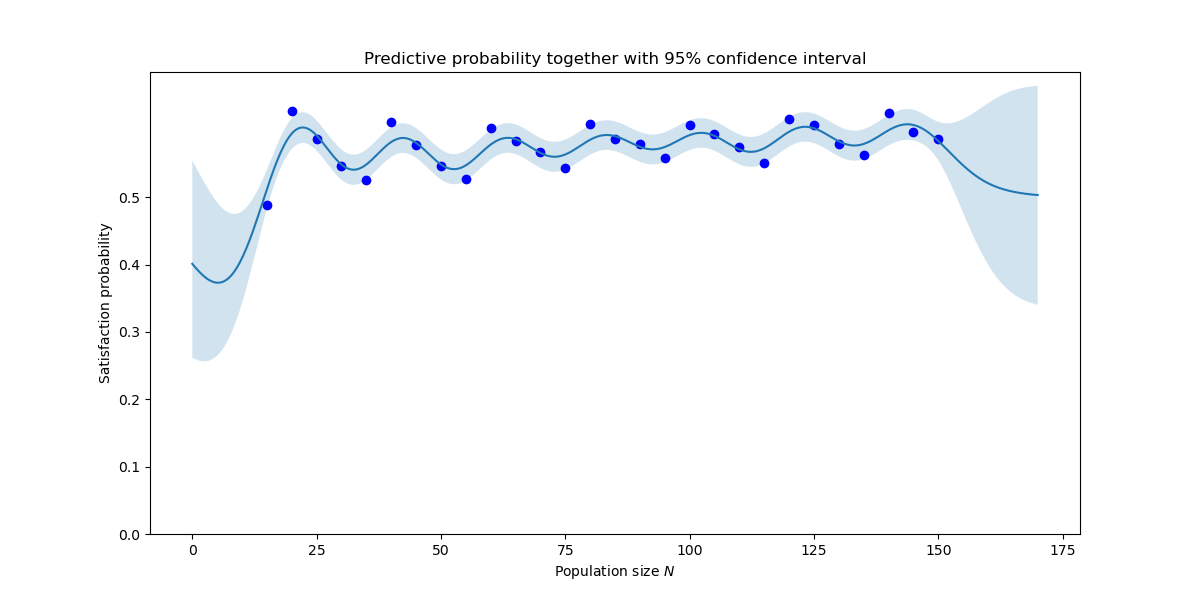 Predictive probability together with 95% confidence interval
Satisfaction probability
0.5
0.4
0.3
0.2
0.1
0.0
0 25 50 75 100 125 150 175
Population size N